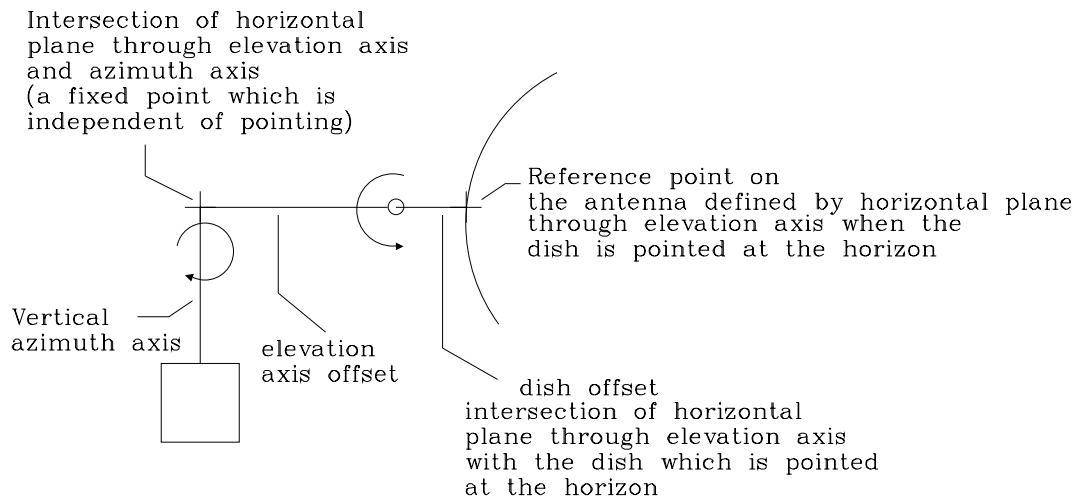 Intersection of horizontal
plane through elevation axis
and azimuth axis
(a fixed point which is
independent of pointing)
Reference point on
the antenna defined by horizontal plane
through elevation axis when the
dish is pointed at the horizon
Vertical
azimuth axis
elevation
axis offset
dish offset
intersection of horizontal
plane through elevation axis
with the dish which is pointed
at the horizon